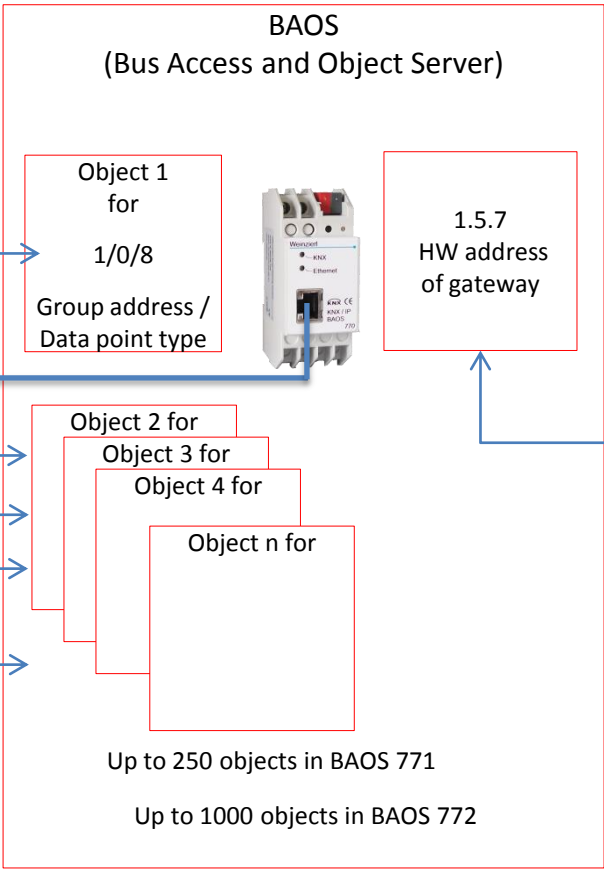 BAOS
(Bus Access and Object Server)
Object 1
for
1/0/8
Group address /
Data point type
Weinzierl
KNX
Ethernet
KNX CE
KNX / IP
BAOS
770
1.5.7
HW address
of gateway
Object 2 for
Object 3 for
Object 4 for
Object n for
Up to 250 objects in BAOS 771
Up to 1000 objects in BAOS 772